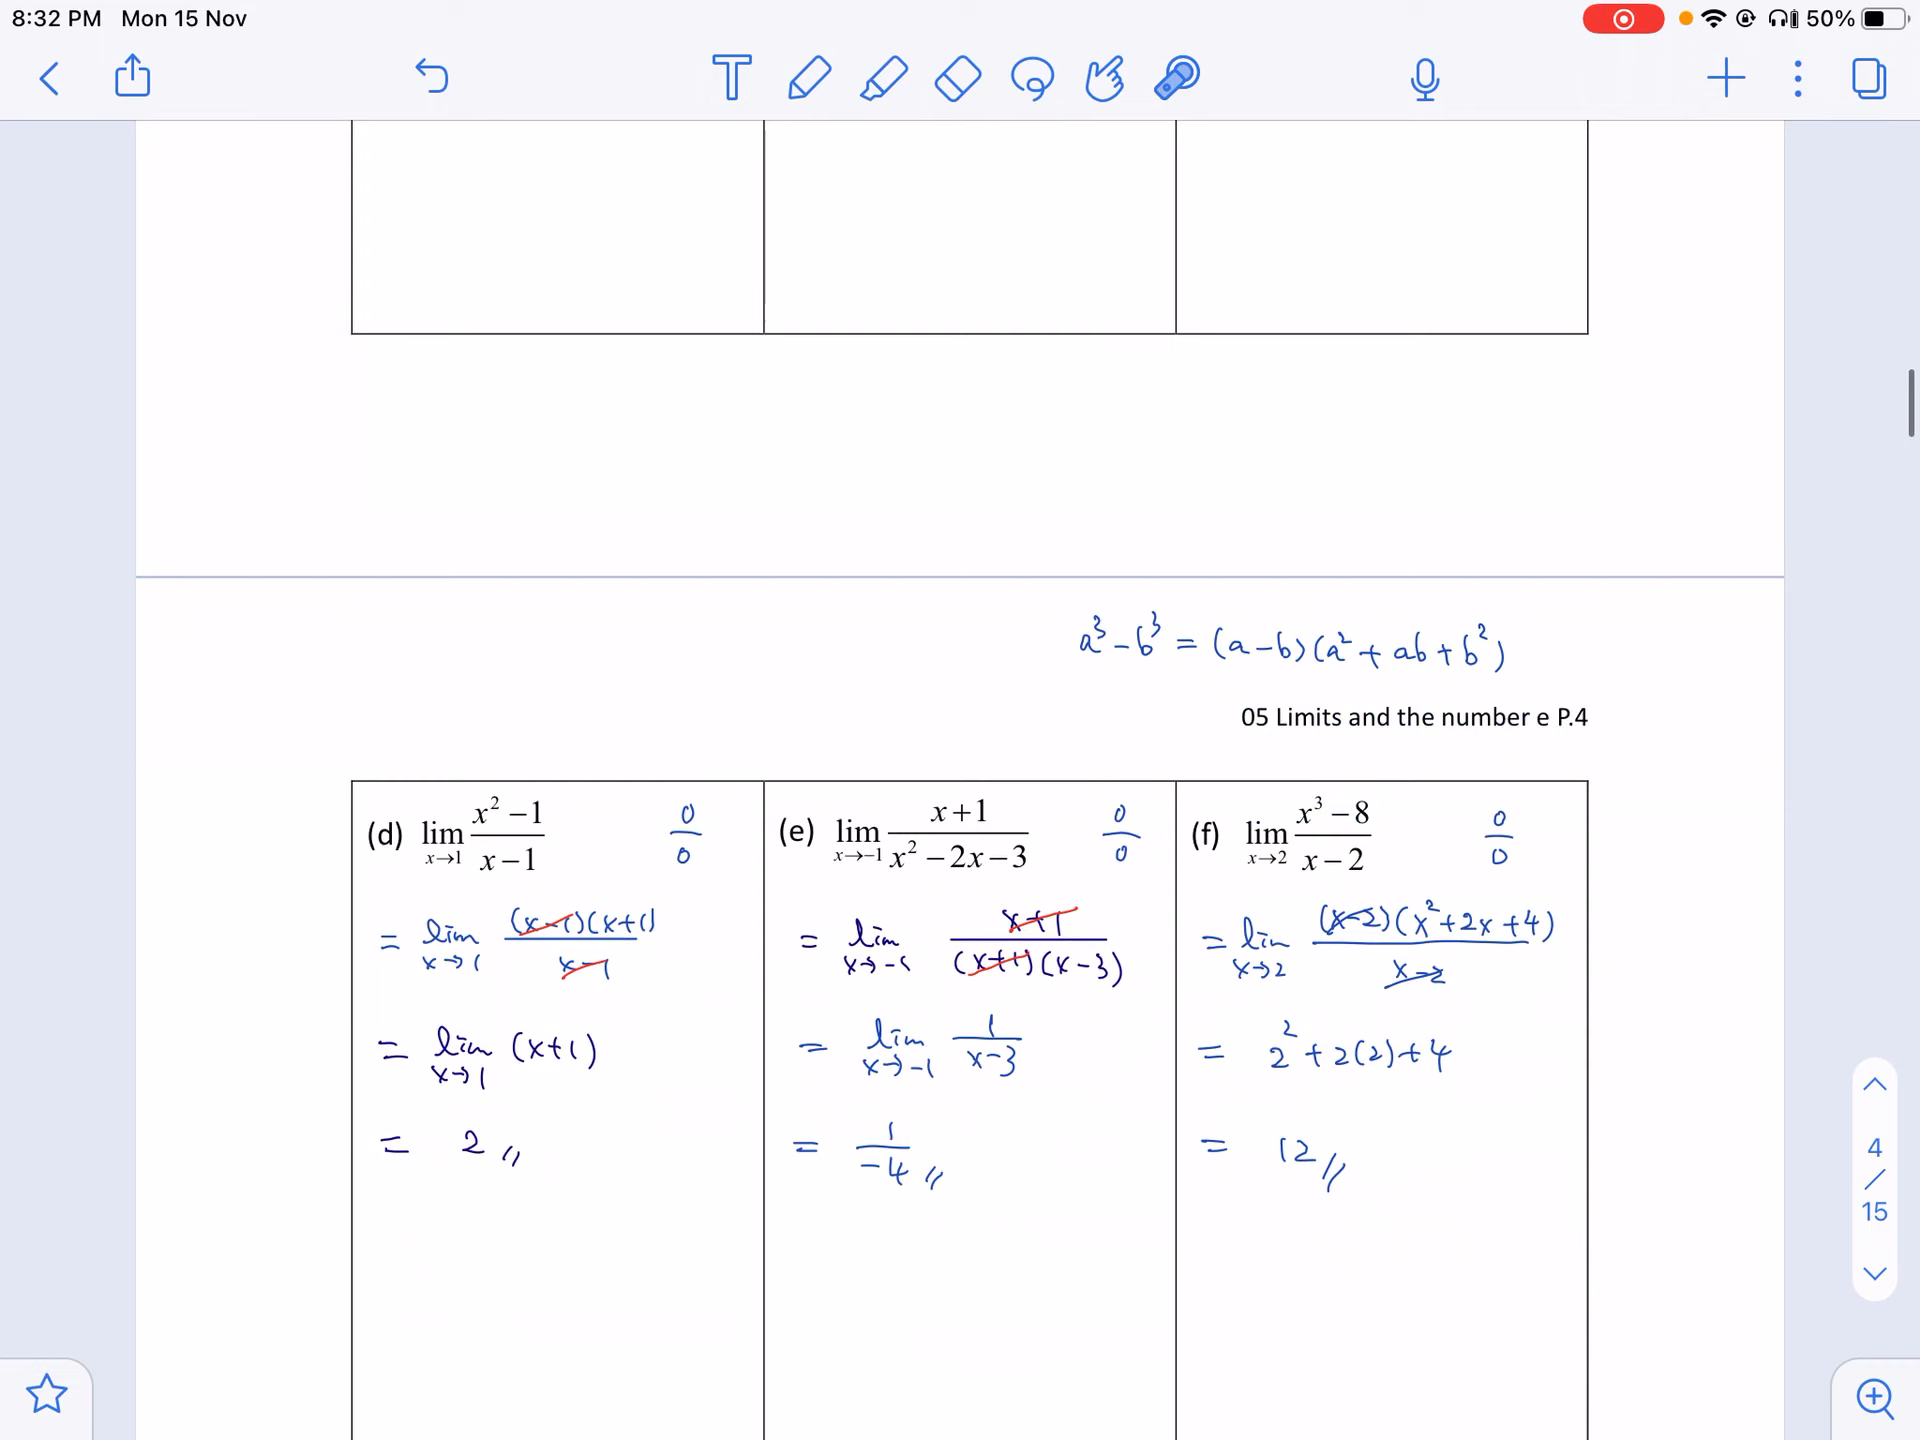 8:32 PM Mon 15 Nov
50%
a³ - b³ = (a-b)(a² + ab + b²)
05 Limits and the number e P.4
(d) lim x→1 (x² − 1)/(x − 1) 0/0
= lim x→1 (x-1)(x+1)/(x-1)
= lim x→1 (x+1)
= 2 //
(e) lim x→−1 (x + 1)/(x² − 2x − 3) 0/0
= lim x→-1 (x+1)/((x+1)(x-3))
= lim x→-1 1/(x-3)
= 1/-4 //
(f) lim x→2 (x³ − 8)/(x − 2) 0/0
= lim x→2 (x-2)(x²+2x+4)/(x-2)
= 2² + 2(2) + 4
= 12 //
4
/
15